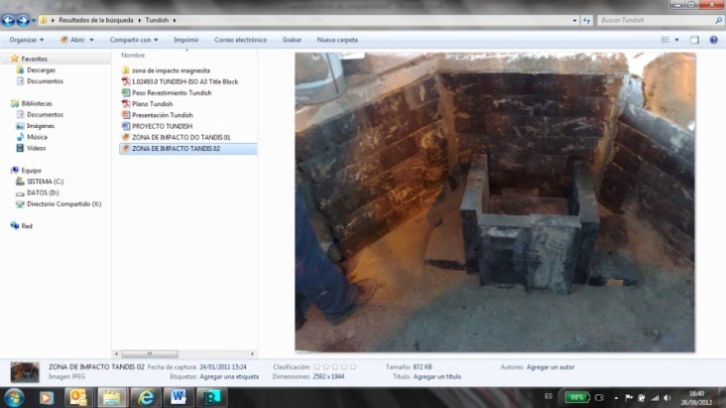 Resultados de la búsqueda ▸ Tundish ▸
Buscar Tundish
Organizar ▾ Abrir ▾ Compartir con ▾ Imprimir Correo electrónico Grabar Nueva carpeta
Favoritos
Descargas
Documentos
Bibliotecas
Documentos
Imágenes
Música
Vídeos
Equipo
SISTEMA (C:)
DATOS (D:)
Directorio Compartido (X:)
Red
Nombre
zona de impacto magnesita
1.02493.0 TUNDISH-ISO A3 Title Block
Peso Revestimiento Tundish
Plano Tundish
Presentación Tundish
PROYECTO TUNDISH
ZONA DE IMPACTO DO TANDIS 01
ZONA DE IMPACTO TANDIS 02
ZONA DE IMPACTO TANDIS 02 Fecha de captura: 24/01/2011 15:24 Clasificación: Tamaño: 872 KB Autores: Agregar un autor
Imagen JPEG Etiquetas: Agregar una etiqueta Dimensiones: 2592 x 1944 Título: Agregar un título
ES 98% 16:40
26/09/2012